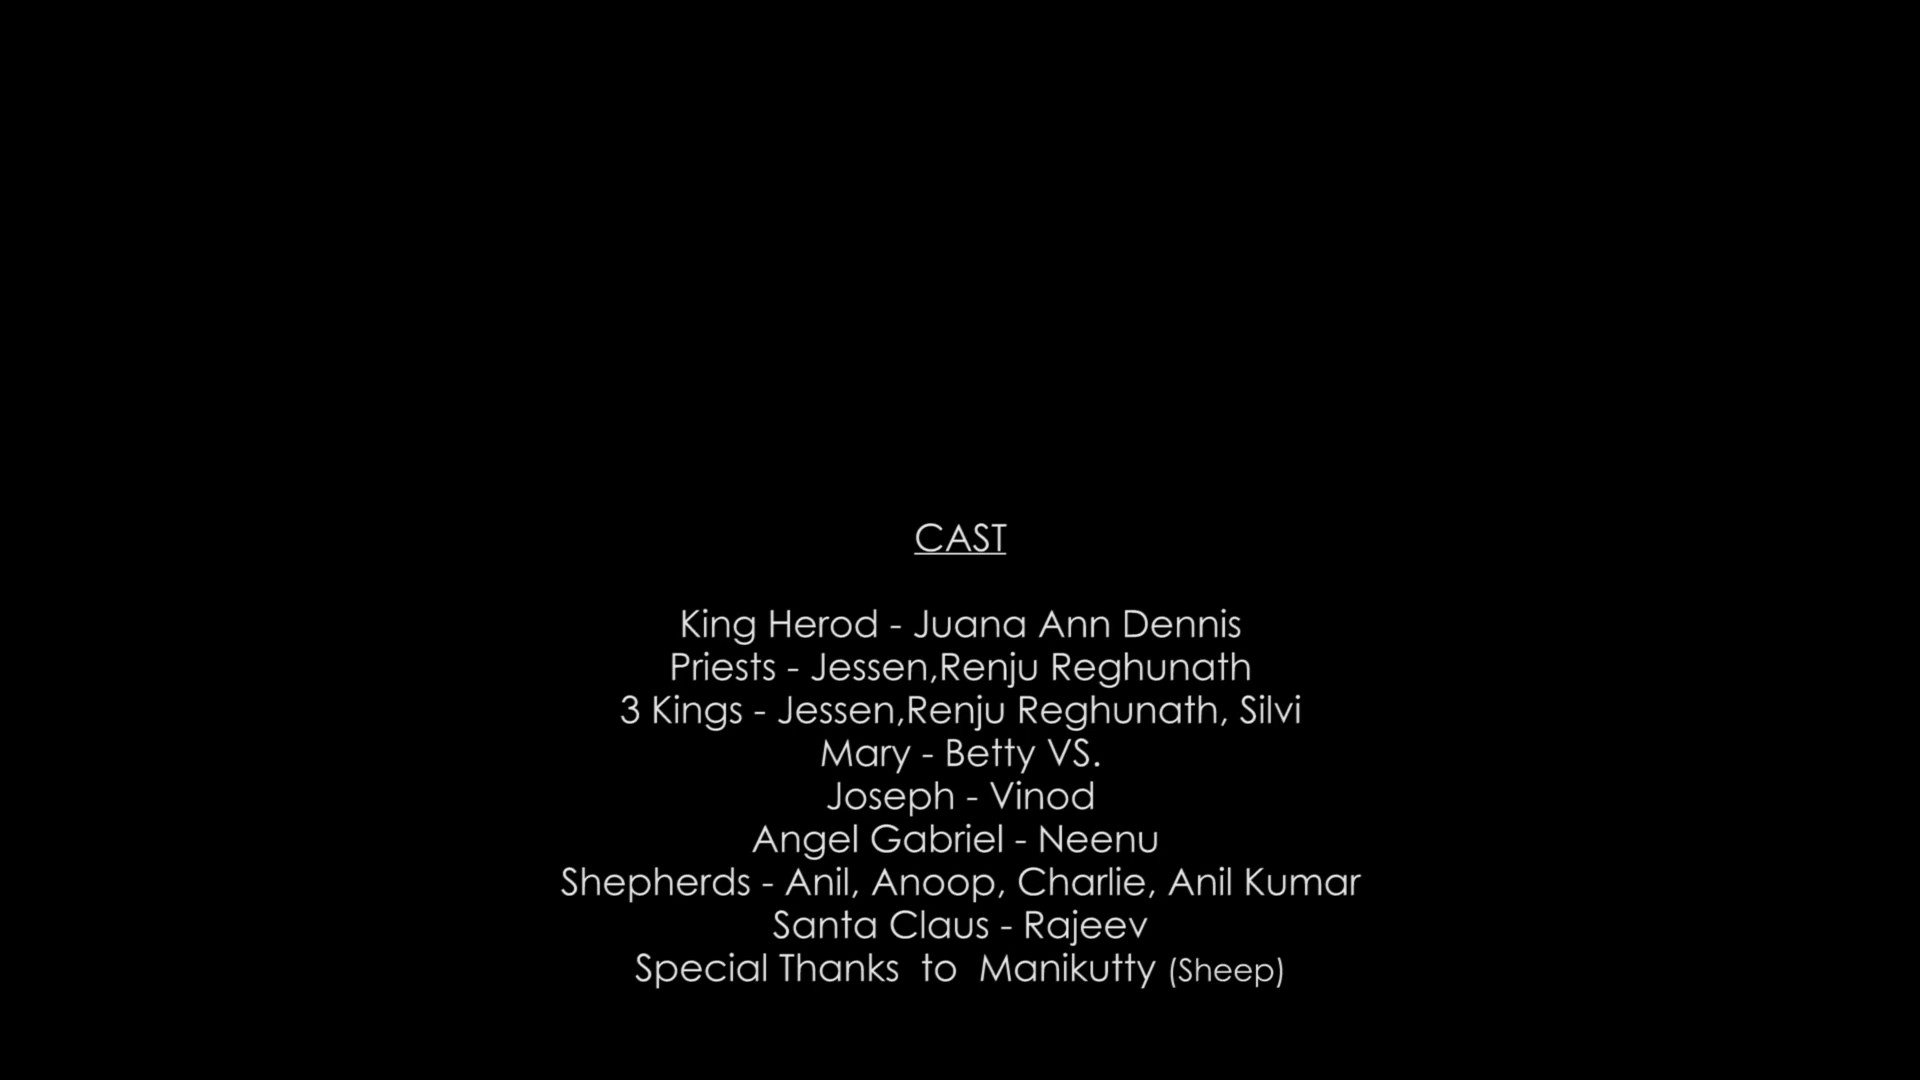 CAST
King Herod - Juana Ann Dennis
Priests - Jessen,Renju Reghunath
3 Kings - Jessen,Renju Reghunath, Silvi
Mary - Betty VS.
Joseph - Vinod
Angel Gabriel - Neenu
Shepherds - Anil, Anoop, Charlie, Anil Kumar
Santa Claus - Rajeev
Special Thanks  to  Manikutty (Sheep)